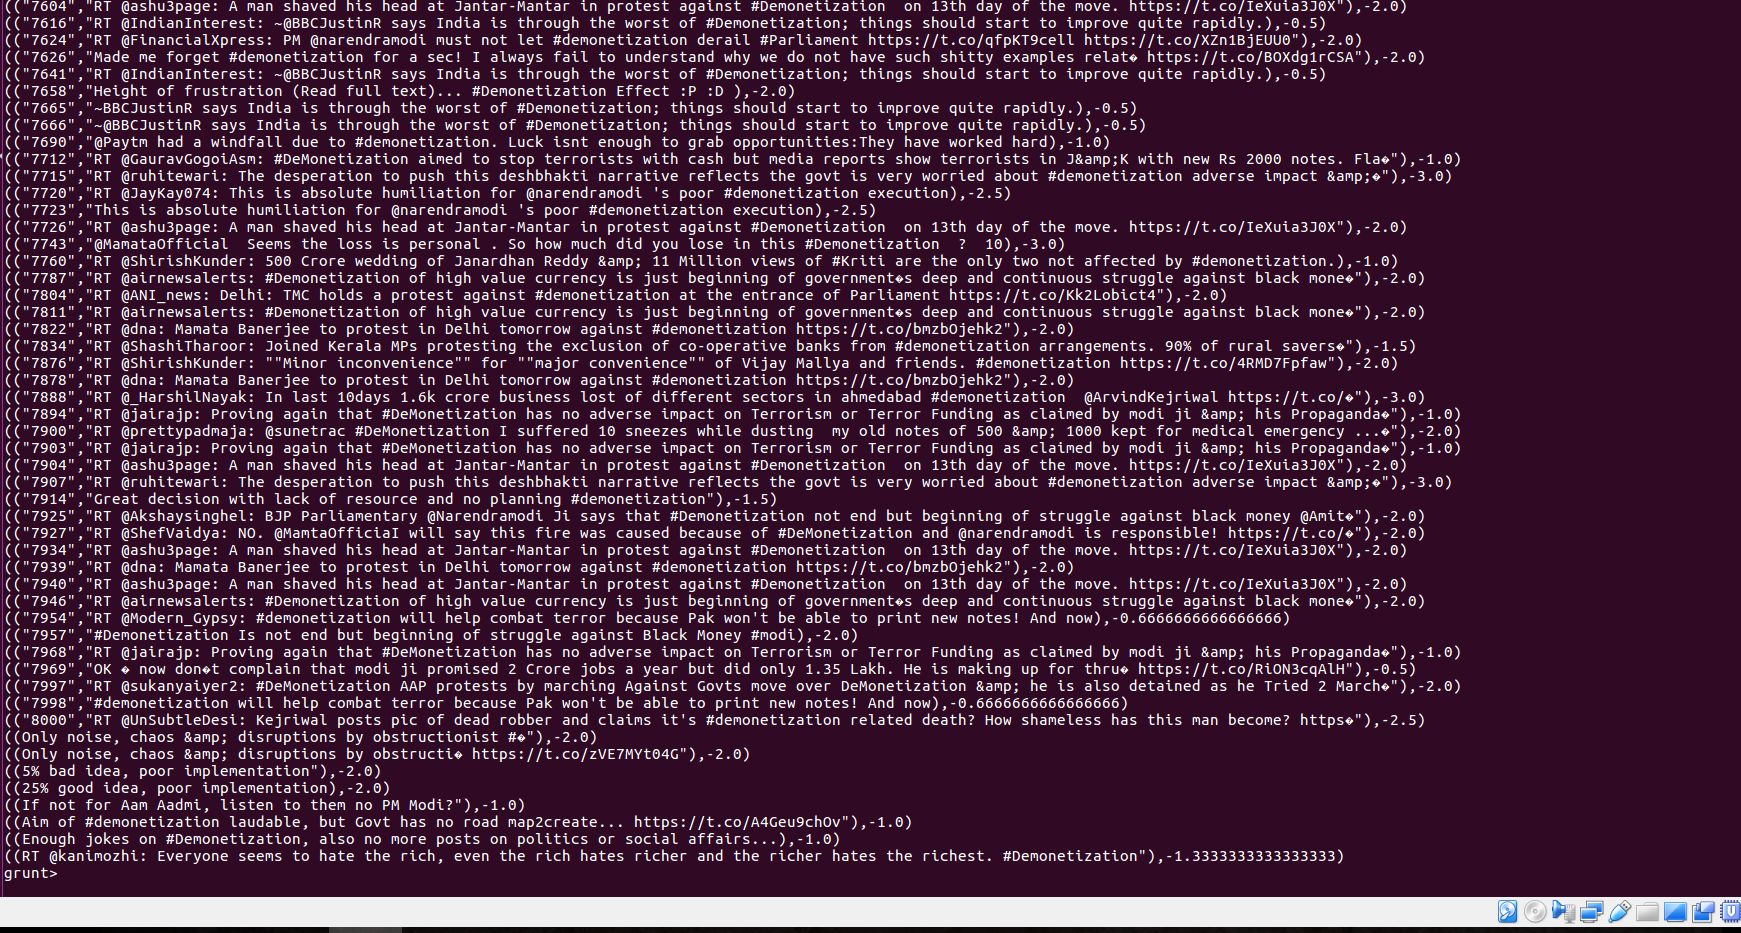 (("7604","RT @ashu3page: A man shaved his head at Jantar-Mantar in protest against #Demonetization  on 13th day of the move. https://t.co/IeXuia3J0X"),-2.0)
(("7616","RT @IndianInterest: ~@BBCJustinR says India is through the worst of #Demonetization; things should start to improve quite rapidly.),-0.5)
(("7624","RT @FinancialXpress: PM @narendramodi must not let #demonetization derail #Parliament https://t.co/qfpKT9cell https://t.co/XZn1BjEUU0"),-2.0)
(("7626","Made me forget #demonetization for a sec! I always fail to understand why we do not have such shitty examples relat� https://t.co/BOXdg1rCSA"),-2.0)
(("7641","RT @IndianInterest: ~@BBCJustinR says India is through the worst of #Demonetization; things should start to improve quite rapidly.),-0.5)
(("7658","Height of frustration (Read full text)... #Demonetization Effect :P :D ),-2.0)
(("7665","~BBCJustinR says India is through the worst of #Demonetization; things should start to improve quite rapidly.),-0.5)
(("7666","~@BBCJustinR says India is through the worst of #Demonetization; things should start to improve quite rapidly.),-0.5)
(("7690","@Paytm had a windfall due to #demonetization. Luck isnt enough to grab opportunities:They have worked hard),-1.0)
(("7712","RT @GauravGogoiAsm: #DeMonetization aimed to stop terrorists with cash but media reports show terrorists in J&amp;K with new Rs 2000 notes. Fla�"),-1.0)
(("7715","RT @ruhitewari: The desperation to push this deshbhakti narrative reflects the govt is very worried about #demonetization adverse impact &amp;�"),-3.0)
(("7720","RT @JayKay074: This is absolute humiliation for @narendramodi 's poor #demonetization execution),-2.5)
(("7723","This is absolute humiliation for @narendramodi 's poor #demonetization execution),-2.5)
(("7726","RT @ashu3page: A man shaved his head at Jantar-Mantar in protest against #Demonetization  on 13th day of the move. https://t.co/IeXuia3J0X"),-2.0)
(("7743","@MamataOfficial  Seems the loss is personal . So how much did you lose in this #Demonetization  ?  10),-3.0)
(("7760","RT @ShirishKunder: 500 Crore wedding of Janardhan Reddy &amp; 11 Million views of #Kriti are the only two not affected by #demonetization.),-1.0)
(("7787","RT @airnewsalerts: #Demonetization of high value currency is just beginning of government�s deep and continuous struggle against black mone�"),-2.0)
(("7804","RT @ANI_news: Delhi: TMC holds a protest against #demonetization at the entrance of Parliament https://t.co/Kk2Lobict4"),-2.0)
(("7811","RT @airnewsalerts: #Demonetization of high value currency is just beginning of government�s deep and continuous struggle against black mone�"),-2.0)
(("7822","RT @dna: Mamata Banerjee to protest in Delhi tomorrow against #demonetization https://t.co/bmzbOjehk2"),-2.0)
(("7834","RT @ShashiTharoor: Joined Kerala MPs protesting the exclusion of co-operative banks from #demonetization arrangements. 90% of rural savers�"),-1.5)
(("7876","RT @ShirishKunder: ""Minor inconvenience"" for ""major convenience"" of Vijay Mallya and friends. #demonetization https://t.co/4RMD7Fpfaw"),-2.0)
(("7878","RT @dna: Mamata Banerjee to protest in Delhi tomorrow against #demonetization https://t.co/bmzbOjehk2"),-2.0)
(("7888","RT @_HarshilNayak: In last 10days 1.6k crore business lost of different sectors in ahmedabad #demonetization  @ArvindKejriwal https://t.co/�"),-3.0)
(("7894","RT @jairajp: Proving again that #DeMonetization has no adverse impact on Terrorism or Terror Funding as claimed by modi ji &amp; his Propaganda�"),-1.0)
(("7900","RT @prettypadmaja: @sunetrac #DeMonetization I suffered 10 sneezes while dusting  my old notes of 500 &amp; 1000 kept for medical emergency ...�"),-2.0)
(("7903","RT @jairajp: Proving again that #DeMonetization has no adverse impact on Terrorism or Terror Funding as claimed by modi ji &amp; his Propaganda�"),-1.0)
(("7904","RT @ashu3page: A man shaved his head at Jantar-Mantar in protest against #Demonetization  on 13th day of the move. https://t.co/IeXuia3J0X"),-2.0)
(("7907","RT @ruhitewari: The desperation to push this deshbhakti narrative reflects the govt is very worried about #demonetization adverse impact &amp;�"),-3.0)
(("7914","Great decision with lack of resource and no planning #demonetization"),-1.5)
(("7925","RT @Akshaysinghel: BJP Parliamentary @Narendramodi Ji says that #Demonetization not end but beginning of struggle against black money @Amit�"),-2.0)
(("7927","RT @ShefVaidya: NO. @MamtaOfficiaI will say this fire was caused because of #DeMonetization and @narendramodi is responsible! https://t.co/�"),-2.0)
(("7934","RT @ashu3page: A man shaved his head at Jantar-Mantar in protest against #Demonetization  on 13th day of the move. https://t.co/IeXuia3J0X"),-2.0)
(("7939","RT @dna: Mamata Banerjee to protest in Delhi tomorrow against #demonetization https://t.co/bmzbOjehk2"),-2.0)
(("7940","RT @ashu3page: A man shaved his head at Jantar-Mantar in protest against #Demonetization  on 13th day of the move. https://t.co/IeXuia3J0X"),-2.0)
(("7946","RT @airnewsalerts: #Demonetization of high value currency is just beginning of government�s deep and continuous struggle against black mone�"),-2.0)
(("7954","RT @Modern_Gypsy: #demonetization will help combat terror because Pak won't be able to print new notes! And now),-0.6666666666666666)
(("7957","#Demonetization Is not end but beginning of struggle against Black Money #modi),-2.0)
(("7968","RT @jairajp: Proving again that #DeMonetization has no adverse impact on Terrorism or Terror Funding as claimed by modi ji &amp; his Propaganda�"),-1.0)
(("7969","OK � now don�t complain that modi ji promised 2 Crore jobs a year but did only 1.35 Lakh. He is making up for thru� https://t.co/RiON3cqAlH"),-0.5)
(("7997","RT @sukanyaiyer2: #DeMonetization AAP protests by marching Against Govts move over DeMonetization &amp; he is also detained as he Tried 2 March�"),-2.0)
(("7998","#demonetization will help combat terror because Pak won't be able to print new notes! And now),-0.6666666666666666)
(("8000","RT @UnSubtleDesi: Kejriwal posts pic of dead robber and claims it's #demonetization related death? How shameless has this man become? https�"),-2.5)
((Only noise, chaos &amp; disruptions by obstructionist #�"),-2.0)
((Only noise, chaos &amp; disruptions by obstructi� https://t.co/zVE7MYt04G"),-2.0)
((5% bad idea, poor implementation"),-2.0)
((25% good idea, poor implementation),-2.0)
((If not for Aam Aadmi, listen to them no PM Modi?"),-1.0)
((Aim of #demonetization laudable, but Govt has no road map2create... https://t.co/A4Geu9chOv"),-1.0)
((Enough jokes on #Demonetization, also no more posts on politics or social affairs...),-1.0)
((RT @kanimozhi: Everyone seems to hate the rich, even the rich hates richer and the richer hates the richest. #Demonetization"),-1.3333333333333333)
grunt>